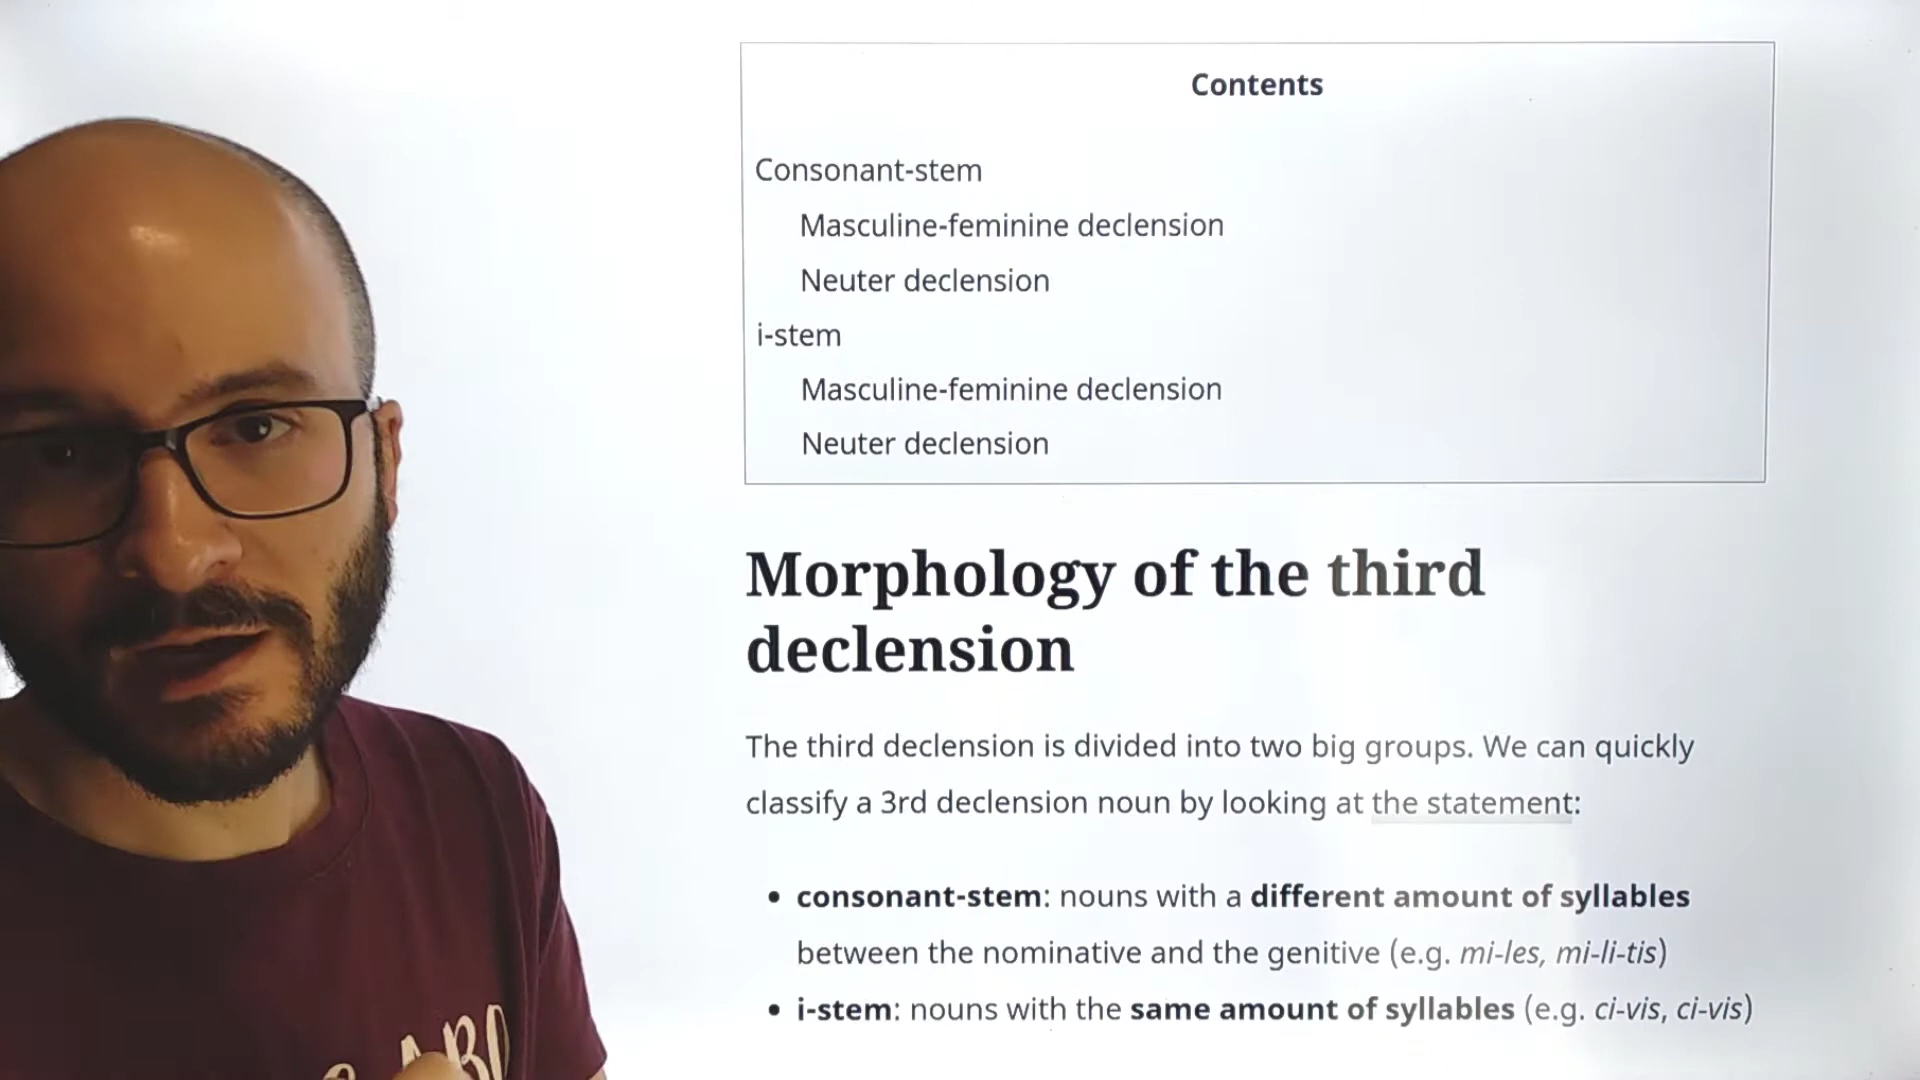 Contents
Consonant-stem
Masculine-feminine declension
Neuter declension
i-stem
Masculine-feminine declension
Neuter declension
Morphology of the third
declension
The third declension is divided into two big groups. We can quickly
classify a 3rd declension noun by looking at the statement:
• consonant-stem: nouns with a different amount of syllables
between the nominative and the genitive (e.g. mi-les, mi-li-tis)
• i-stem: nouns with the same amount of syllables (e.g. ci-vis, ci-vis)